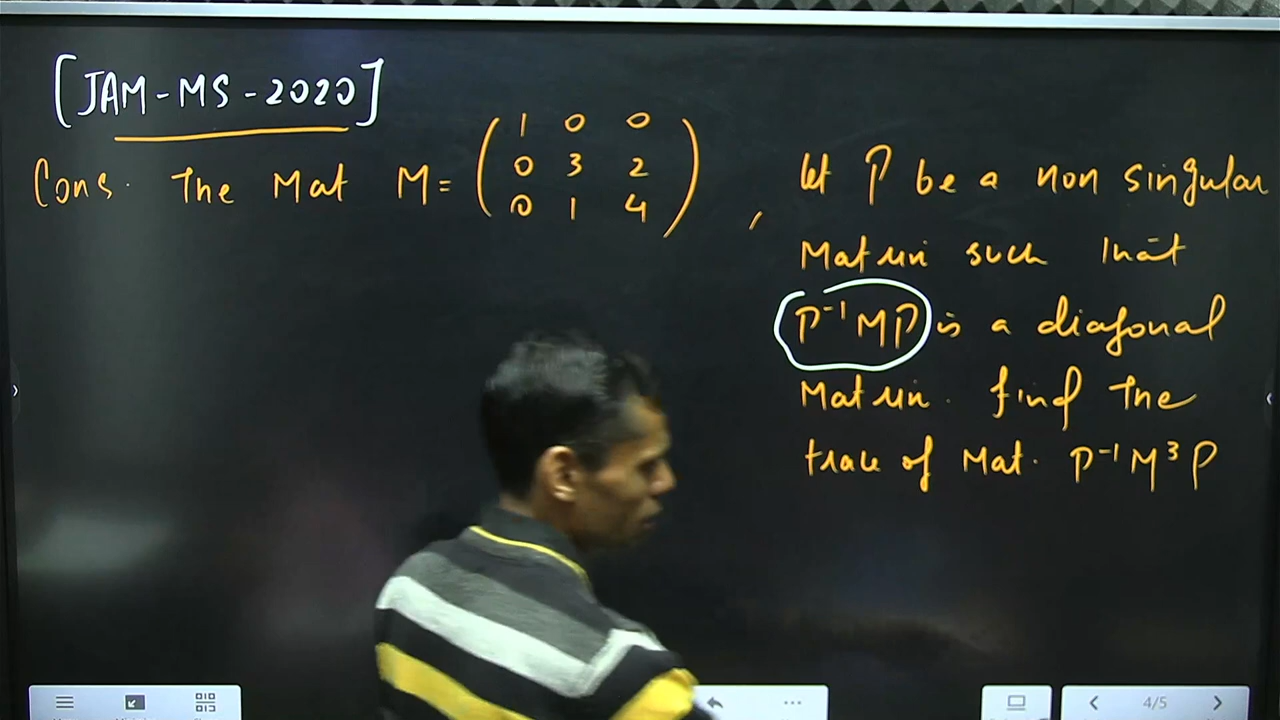 [JAM-MS-2020]
Cons. The Mat M = ( 1 0 0
0 3 2
0 1 4 ) ,
let P be a non singular
Matrix such that
P⁻¹MP is a diagonal
Matrix. find the
trace of Mat. P⁻¹M³P
4/5